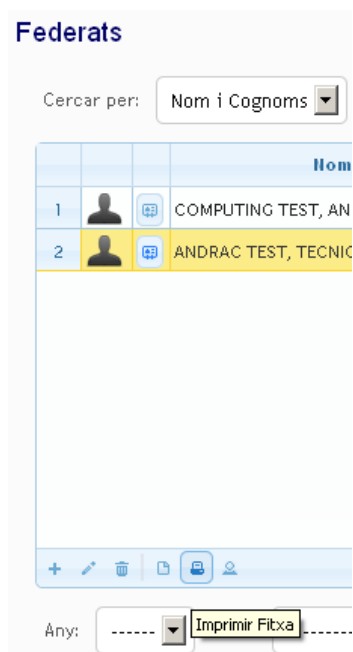 Federats
Cercar per: Nom i Cognoms
Nom
1 COMPUTING TEST, AN
2 ANDRAC TEST, TECNIC
Any: ------ Imprimir Fitxa ------